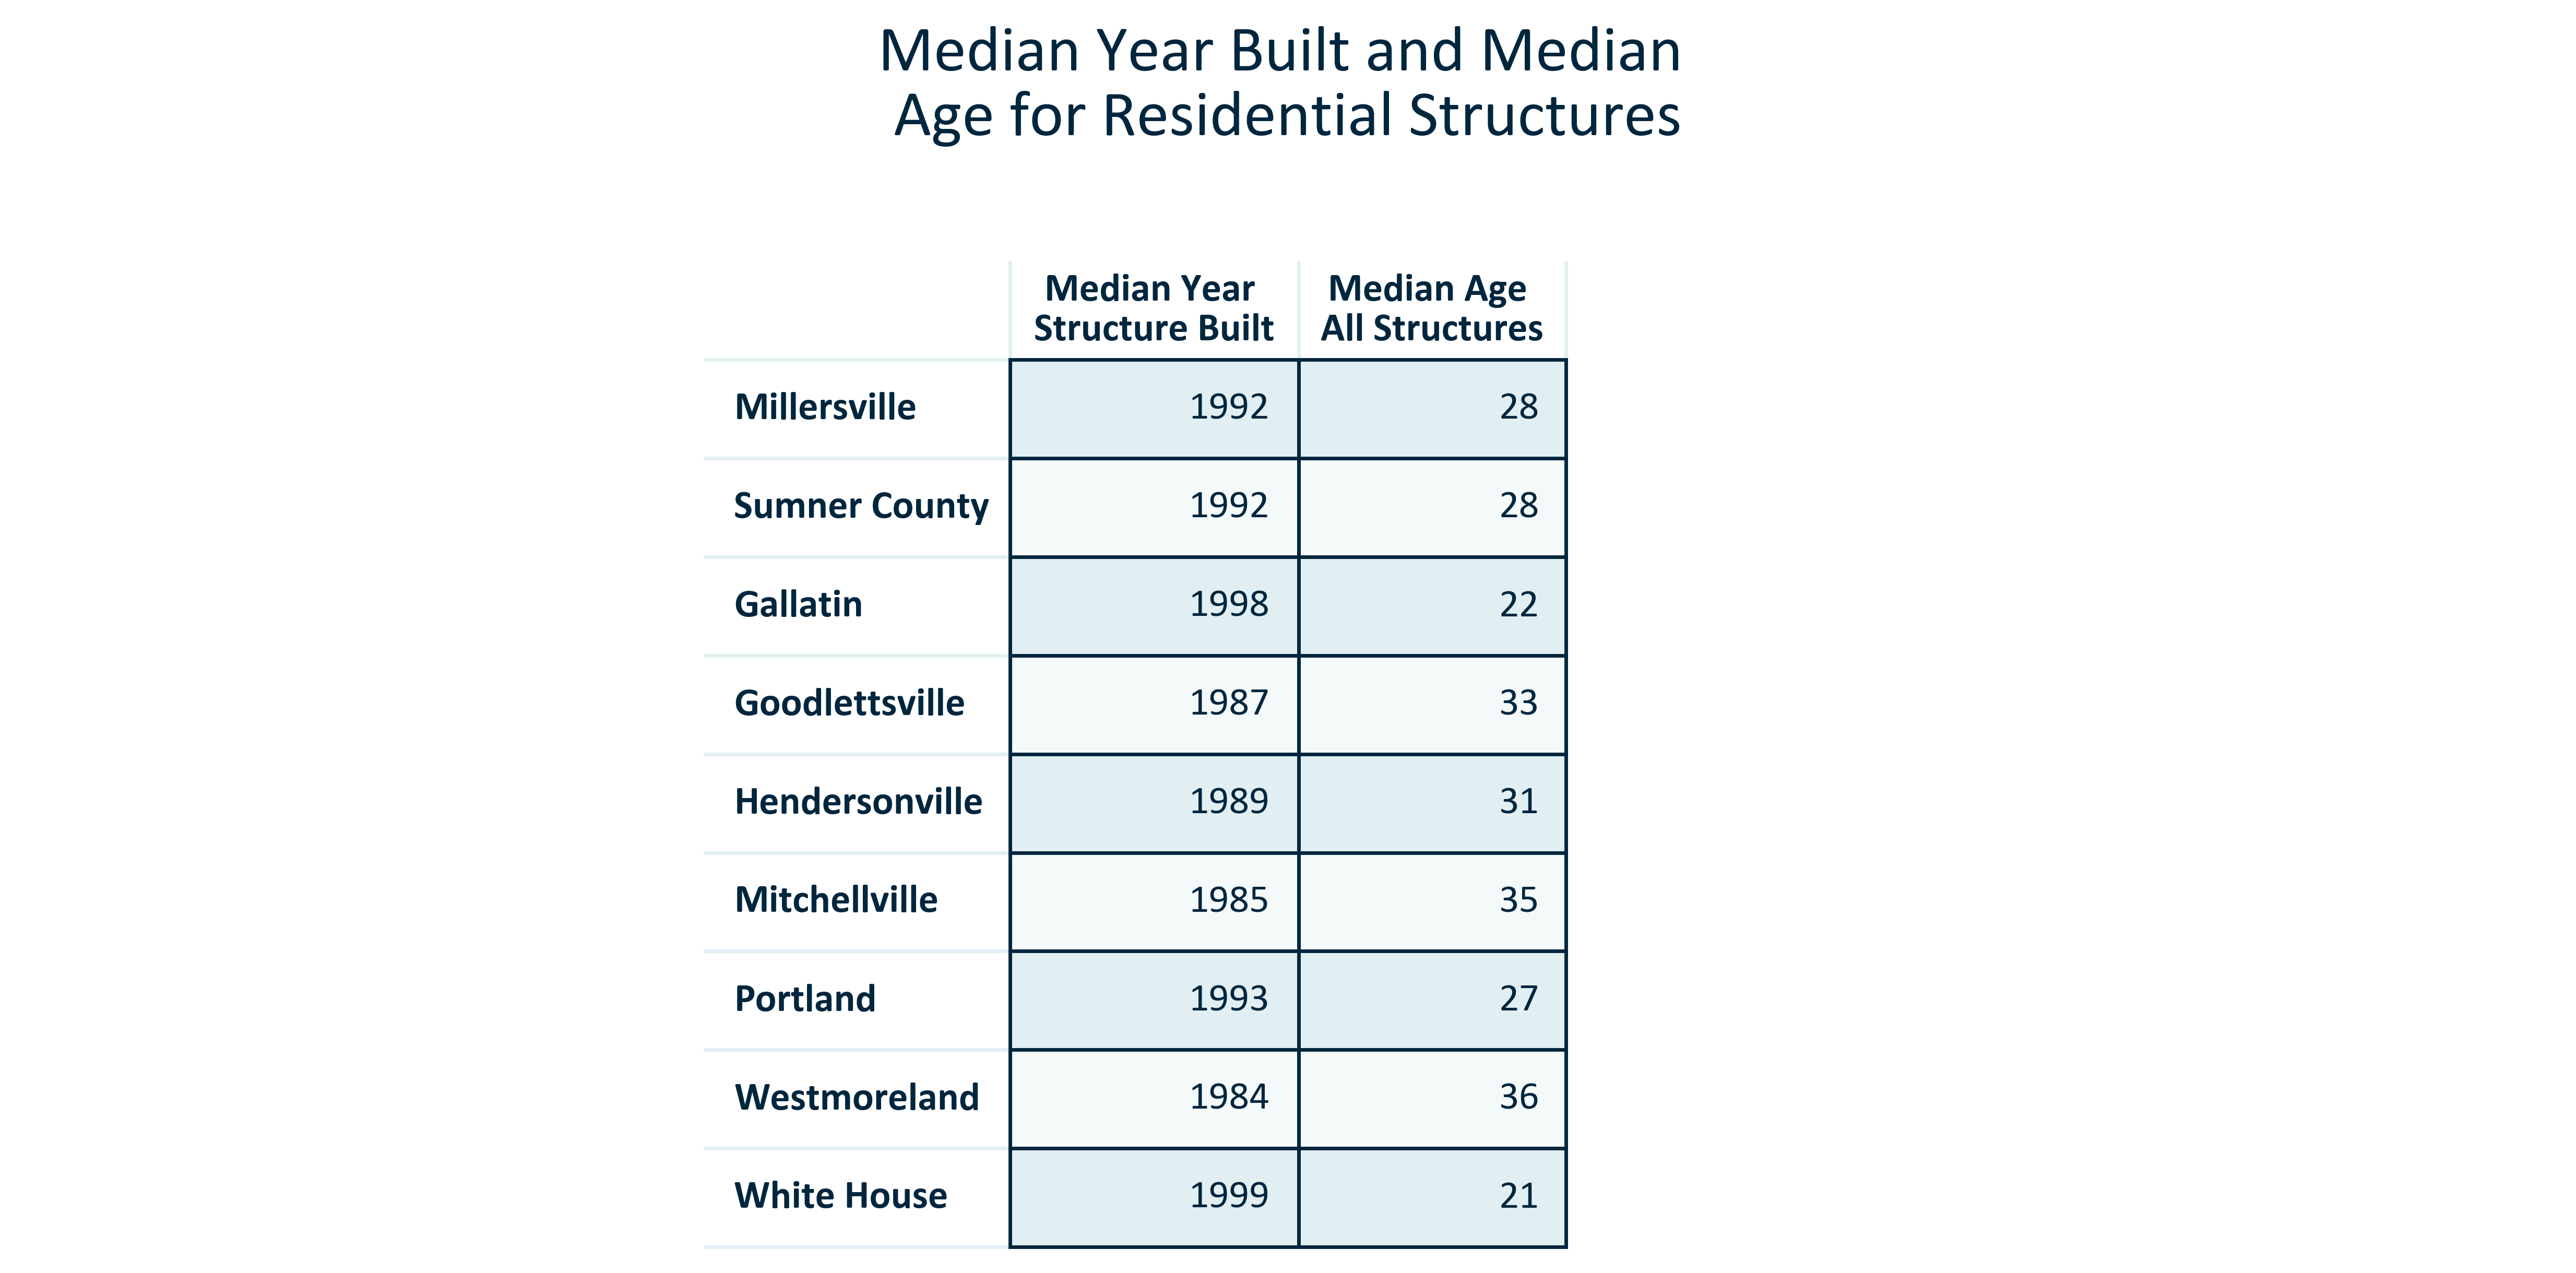 Median Year Built and Median
Age for Residential Structures
Median Year Structure Built Median Age All Structures
Millersville 1992 28
Sumner County 1992 28
Gallatin 1998 22
Goodlettsville 1987 33
Hendersonville 1989 31
Mitchellville 1985 35
Portland 1993 27
Westmoreland 1984 36
White House 1999 21